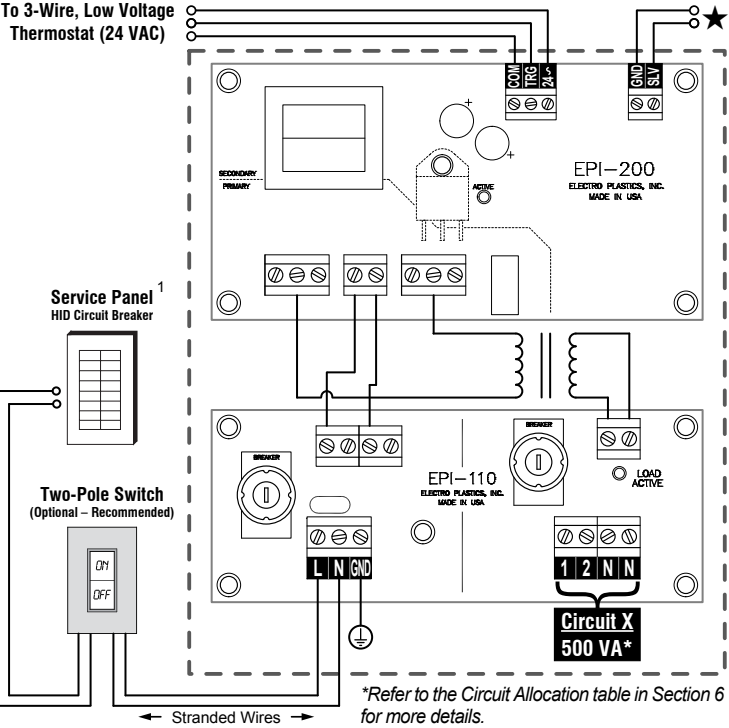 To 3-Wire, Low Voltage
Thermostat (24 VAC)
COM
TRG
24~
GND
SLV
SECONDARY
PRIMARY
ACTIVE
EPI-200
ELECTRO PLASTICS, INC.
MADE IN USA
Service Panel 1
HID Circuit Breaker
BREAKER
BREAKER
EPI-110
ELECTRO PLASTICS, INC.
MADE IN USA
LOAD
ACTIVE
Two-Pole Switch
(Optional – Recommended)
ON
OFF
L N GND
1 2 N N
Circuit X
500 VA*
Stranded Wires
*Refer to the Circuit Allocation table in Section 6
for more details.